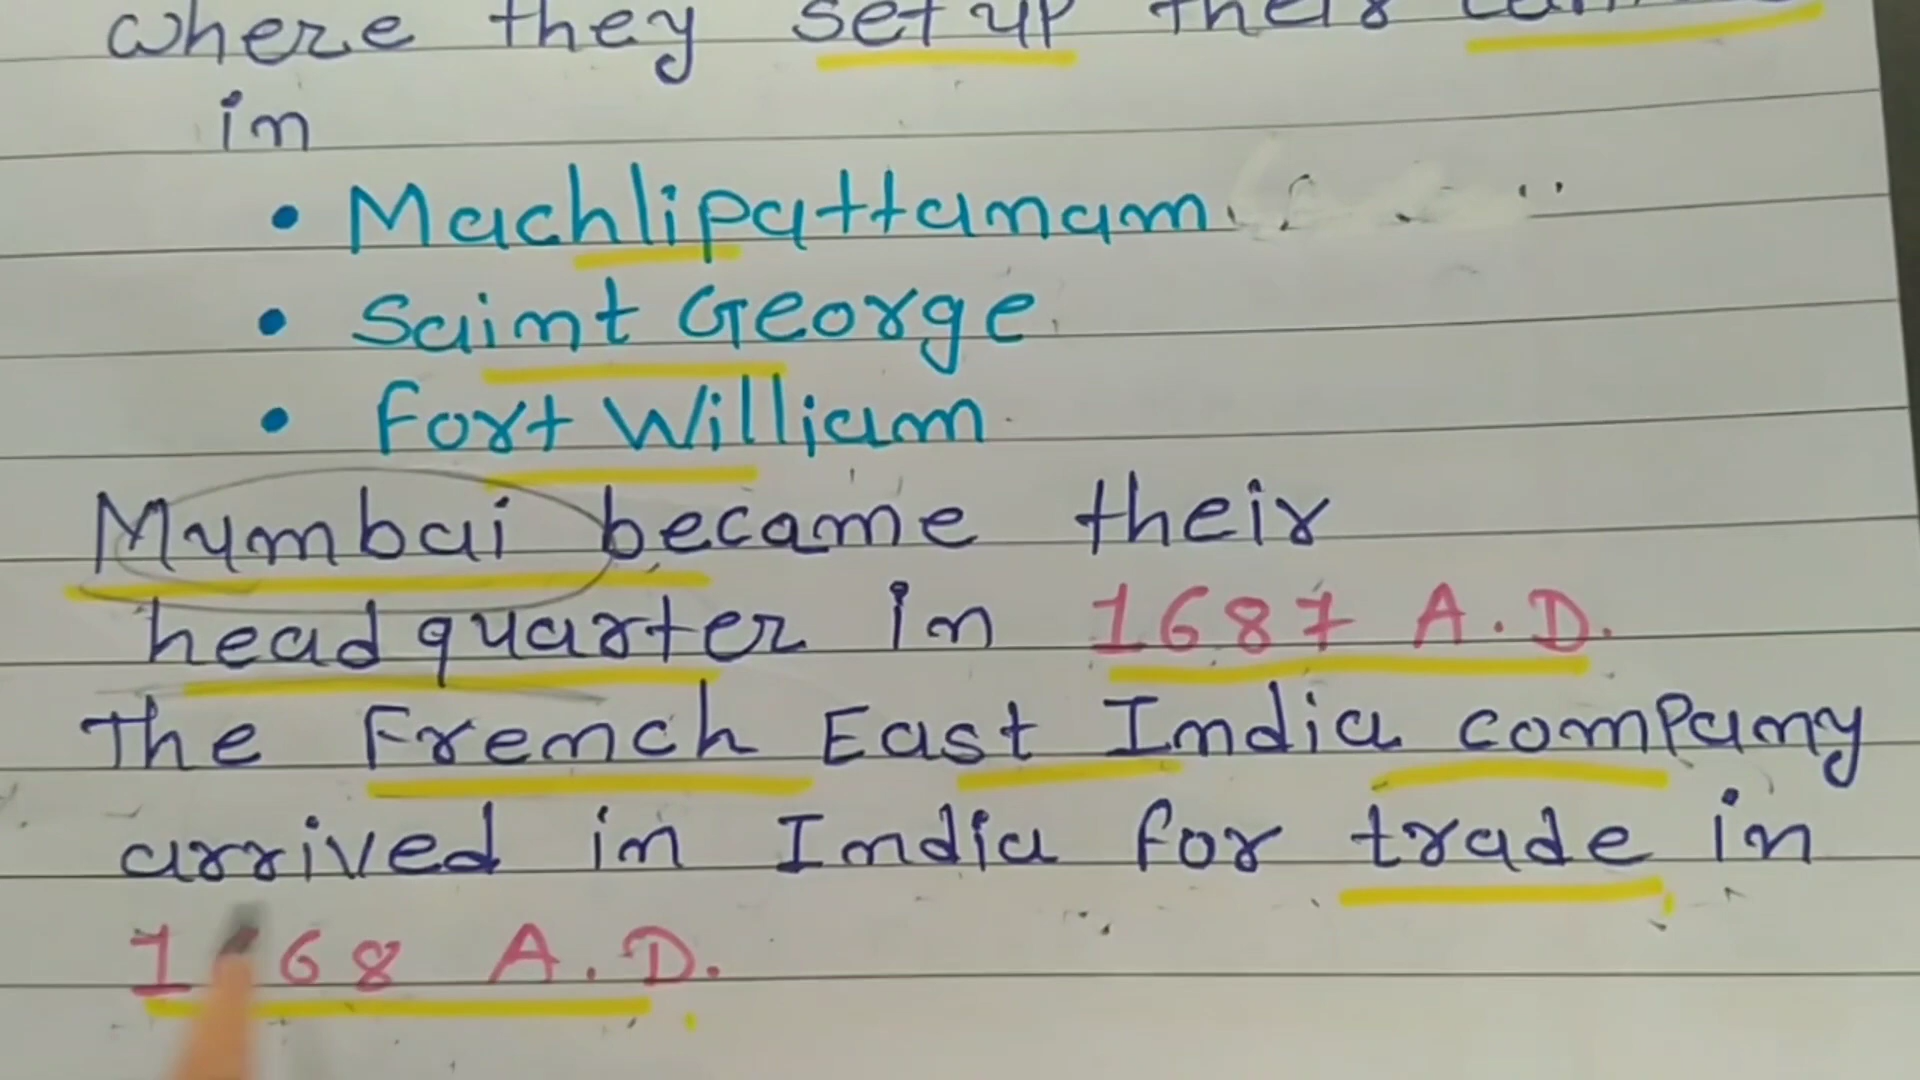 where they set up their
in
• Machlipattanam
• Saint George
• Fort William
Mumbai became their
headquarter in 1687 A.D.
The French East India company
arrived in India for trade in
A.D.